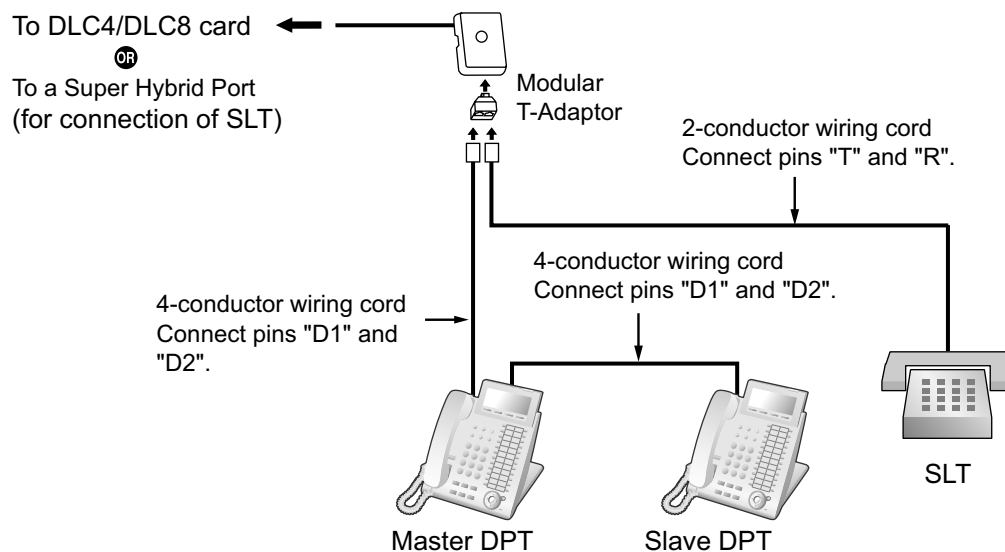 To DLC4/DLC8 card
OR
To a Super Hybrid Port
(for connection of SLT)
Modular
T-Adaptor
2-conductor wiring cord
Connect pins "T" and "R".
4-conductor wiring cord
Connect pins "D1" and "D2".
4-conductor wiring cord
Connect pins "D1" and
"D2".
SLT
Master DPT
Slave DPT